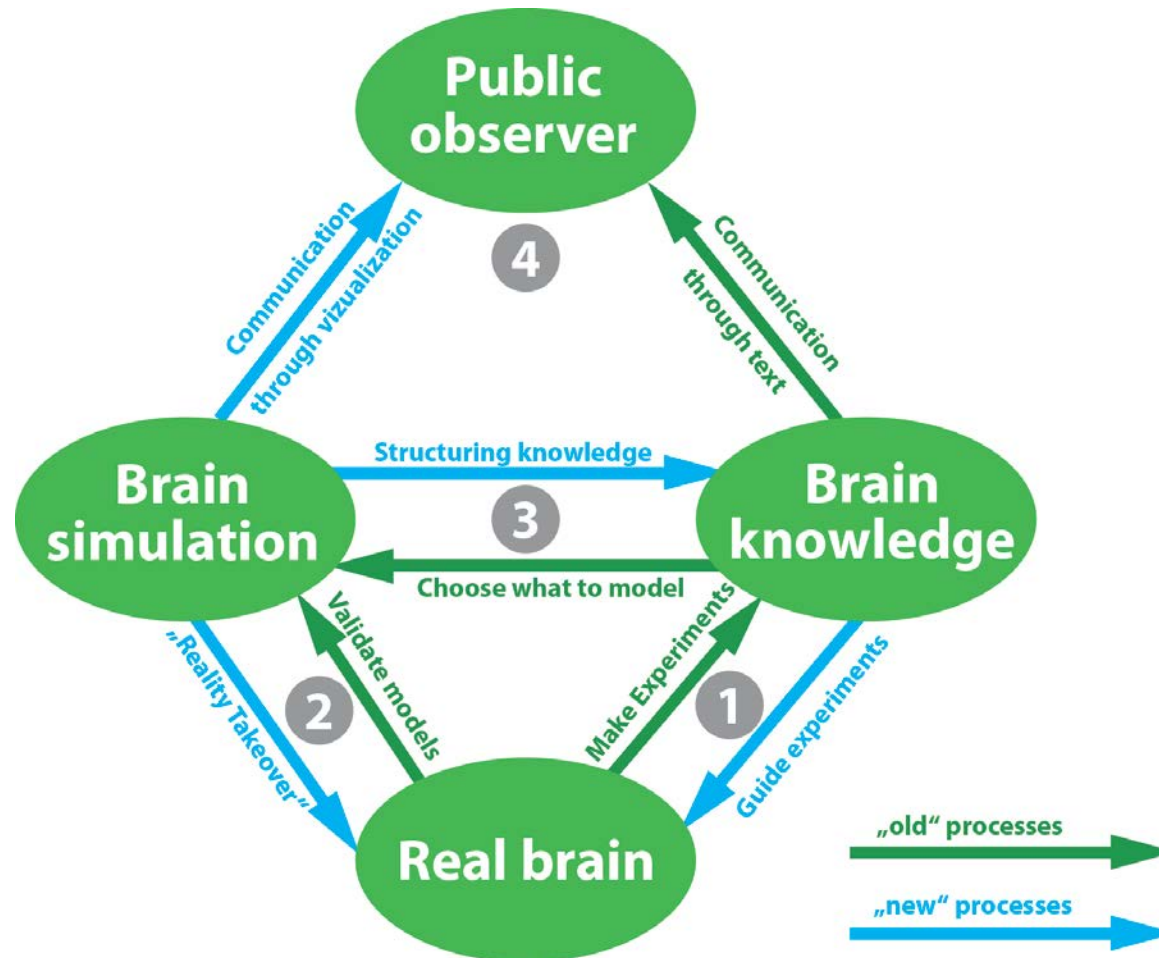 Public
observer
Communication
through vizualization
4
Communication
through text
Brain
simulation
Structuring knowledge
3
Choose what to model
Brain
knowledge
„Reality Takeover“
2
Validate models
Make Experiments
1
Guide experiments
Real brain
„old“ processes
„new“ processes